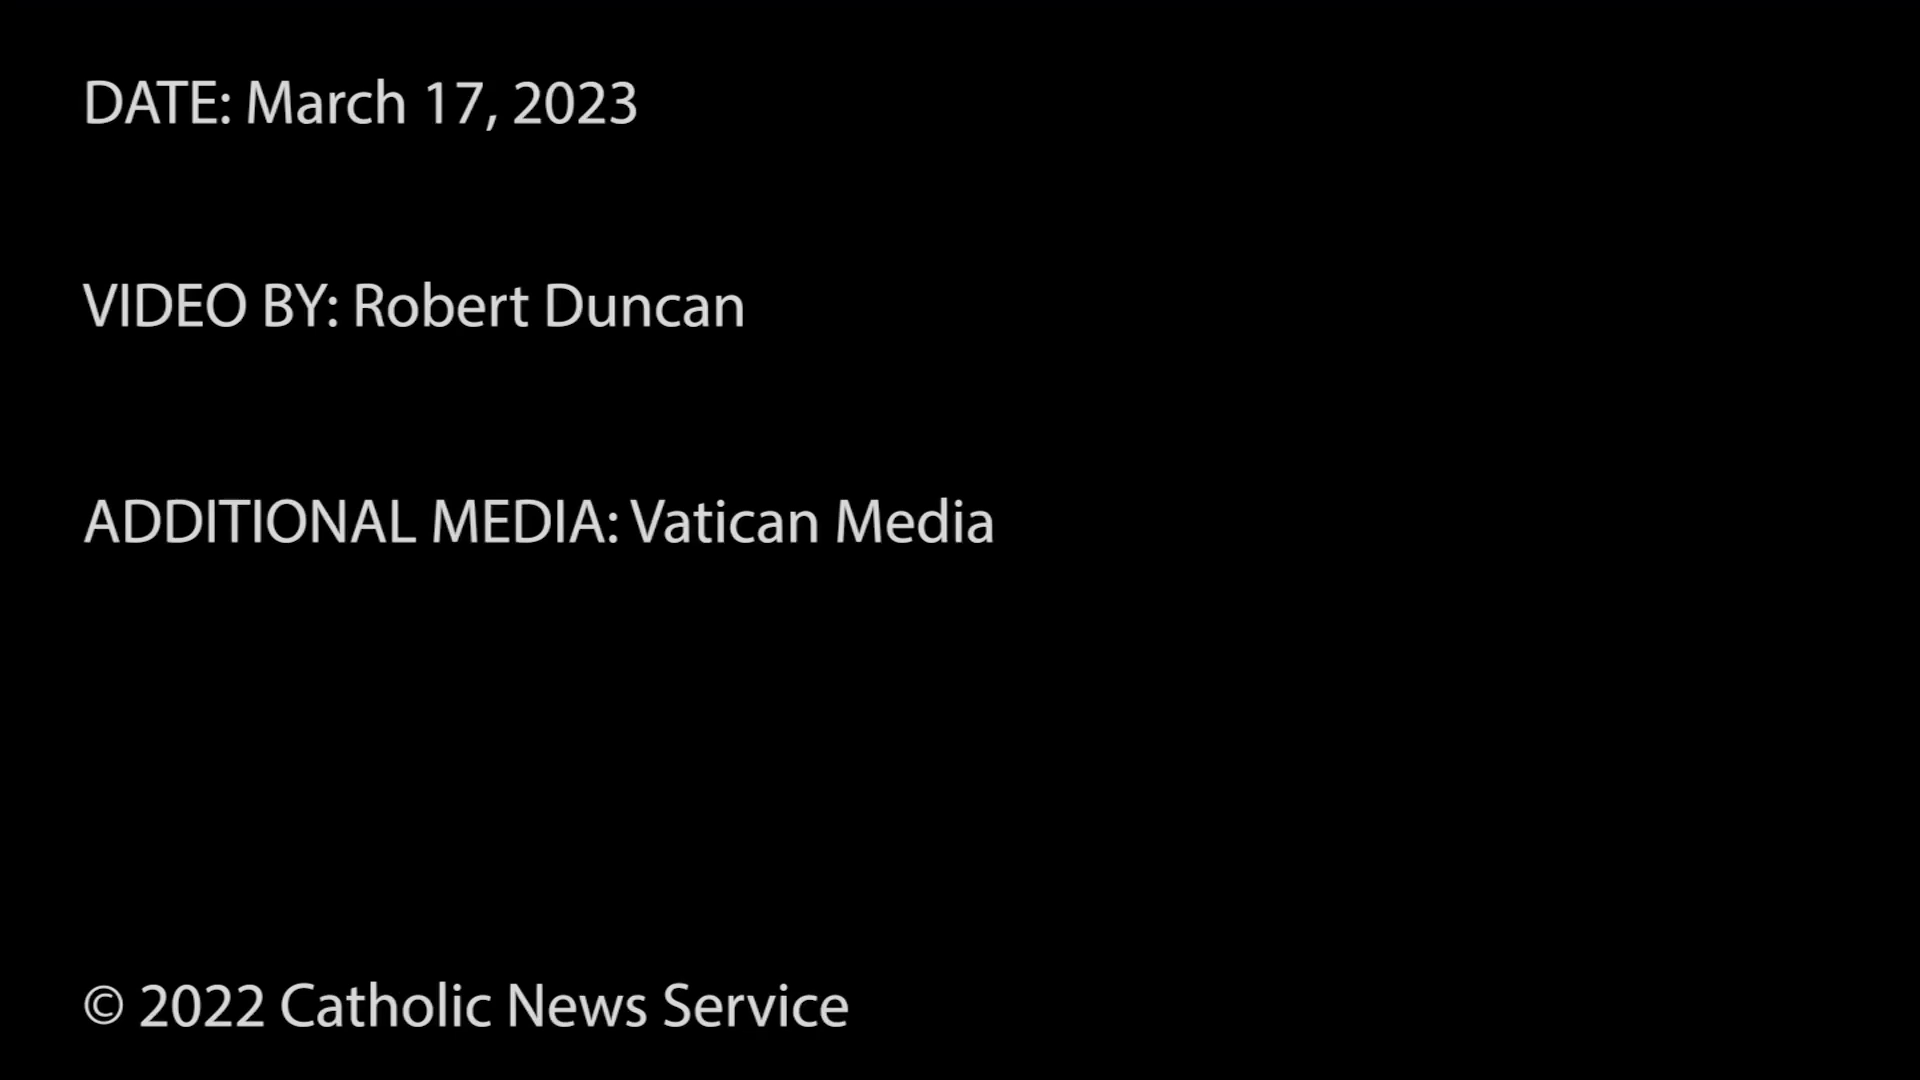 DATE: March 17, 2023
VIDEO BY: Robert Duncan
ADDITIONAL MEDIA: Vatican Media
© 2022 Catholic News Service